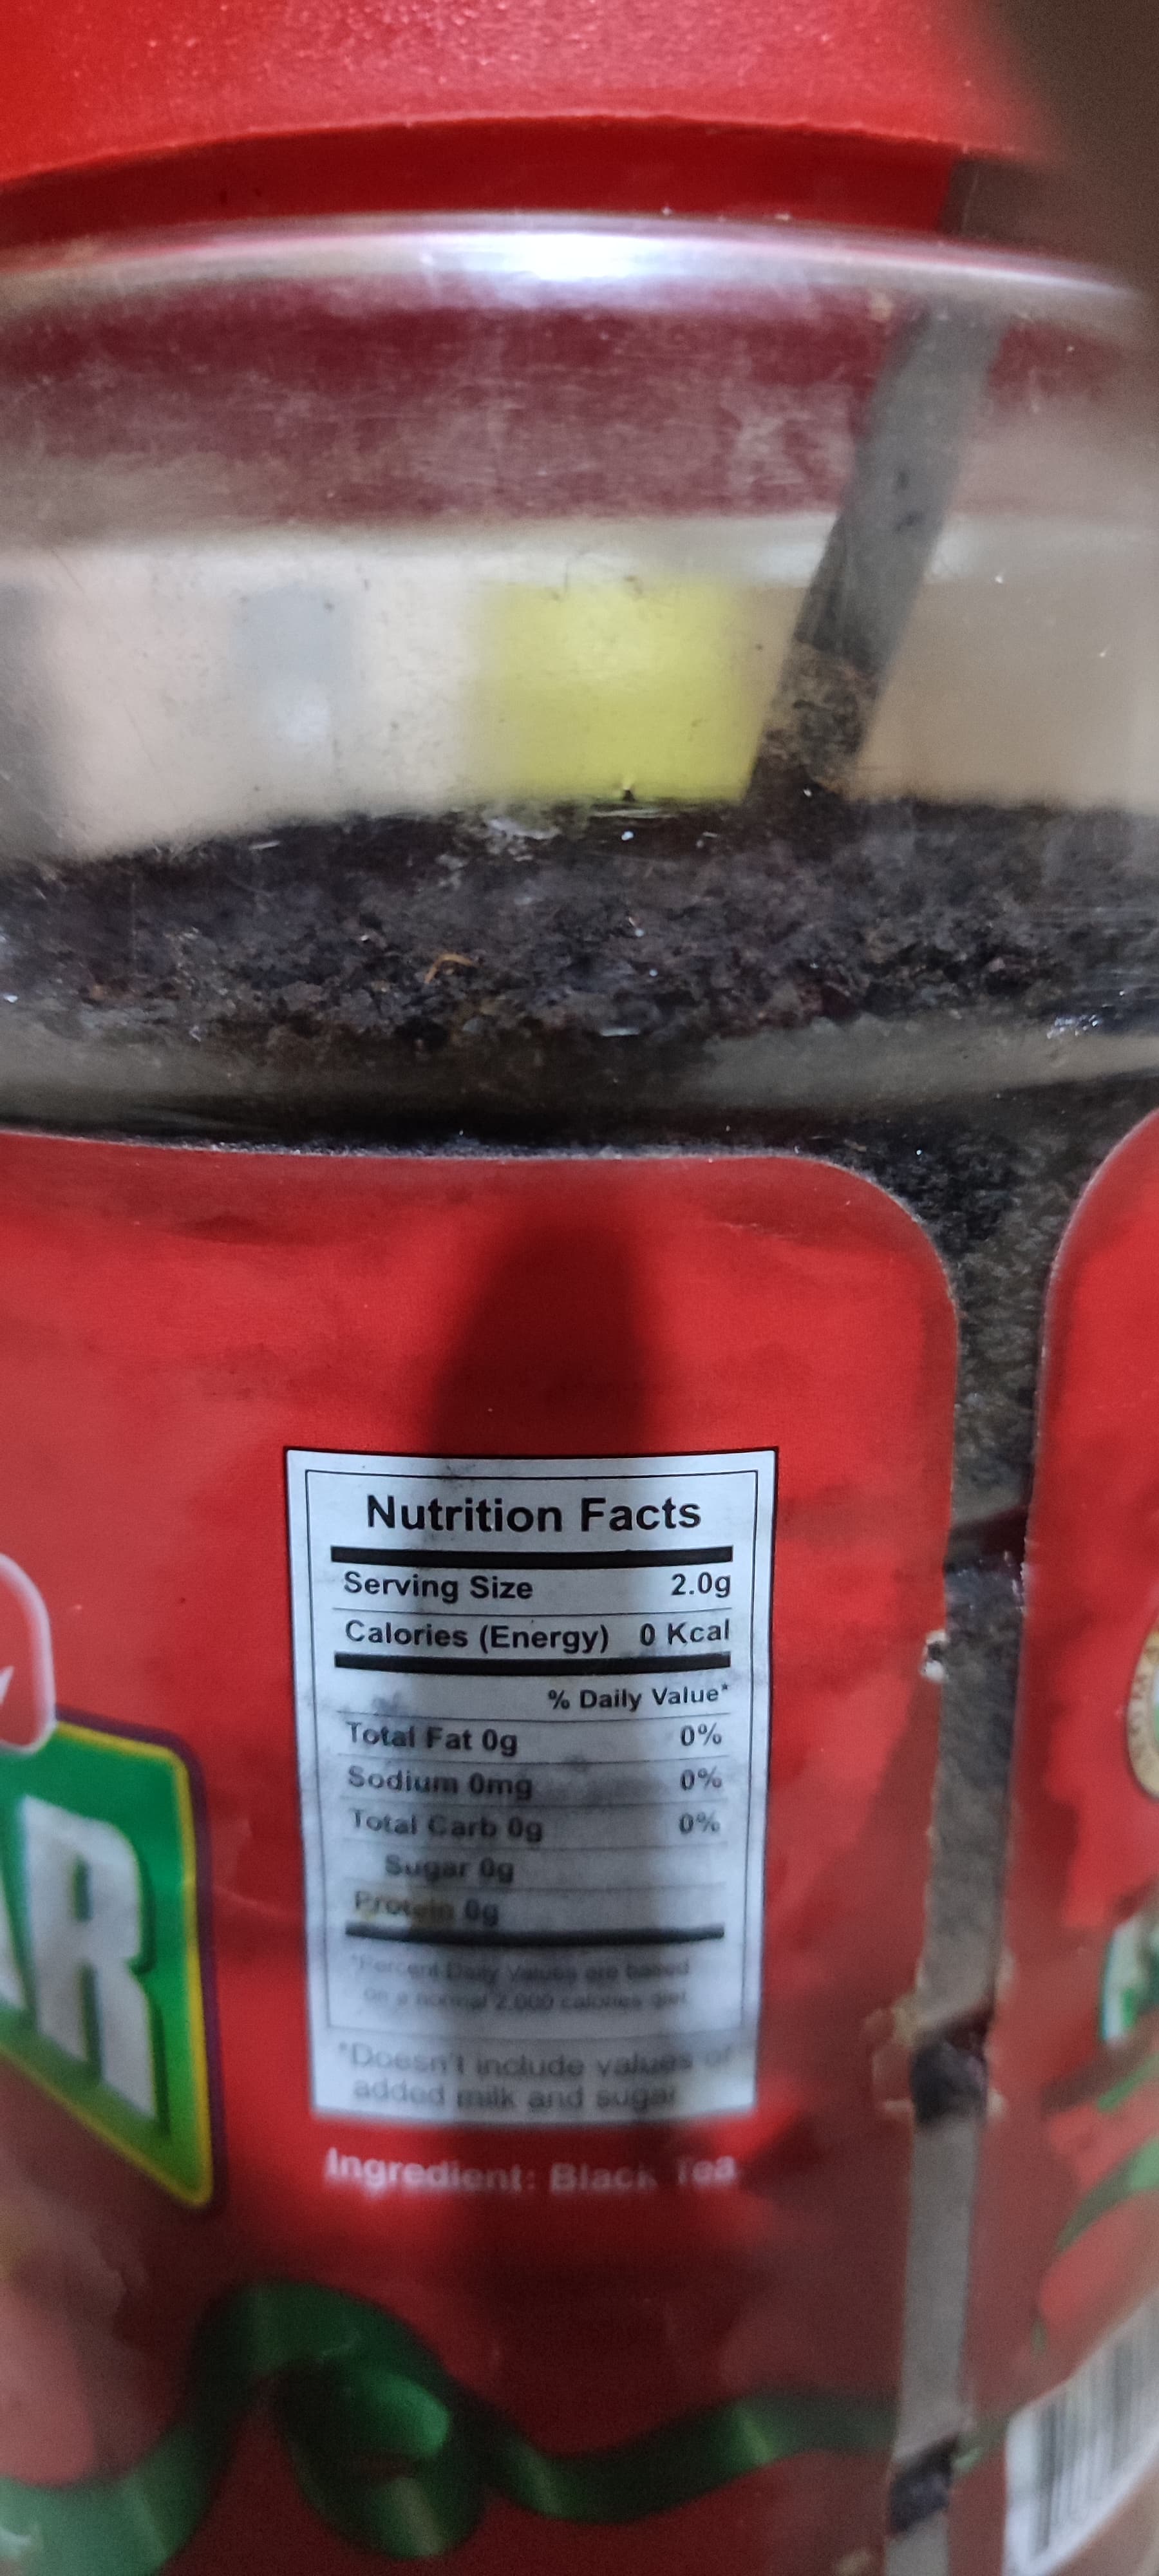 Nutrition Facts
Serving Size 2.0g
Calories (Energy) 0 Kcal
% Daily Value*
Total Fat 0g 0%
Sodium 0mg 0%
Total Carb 0g 0%
Sugar 0g
Protein 0g
*Percent Daily Values are based
on a normal 2,000 calories diet
*Doesn't include values of
added milk and sugar
Ingredient: Black Tea
AR